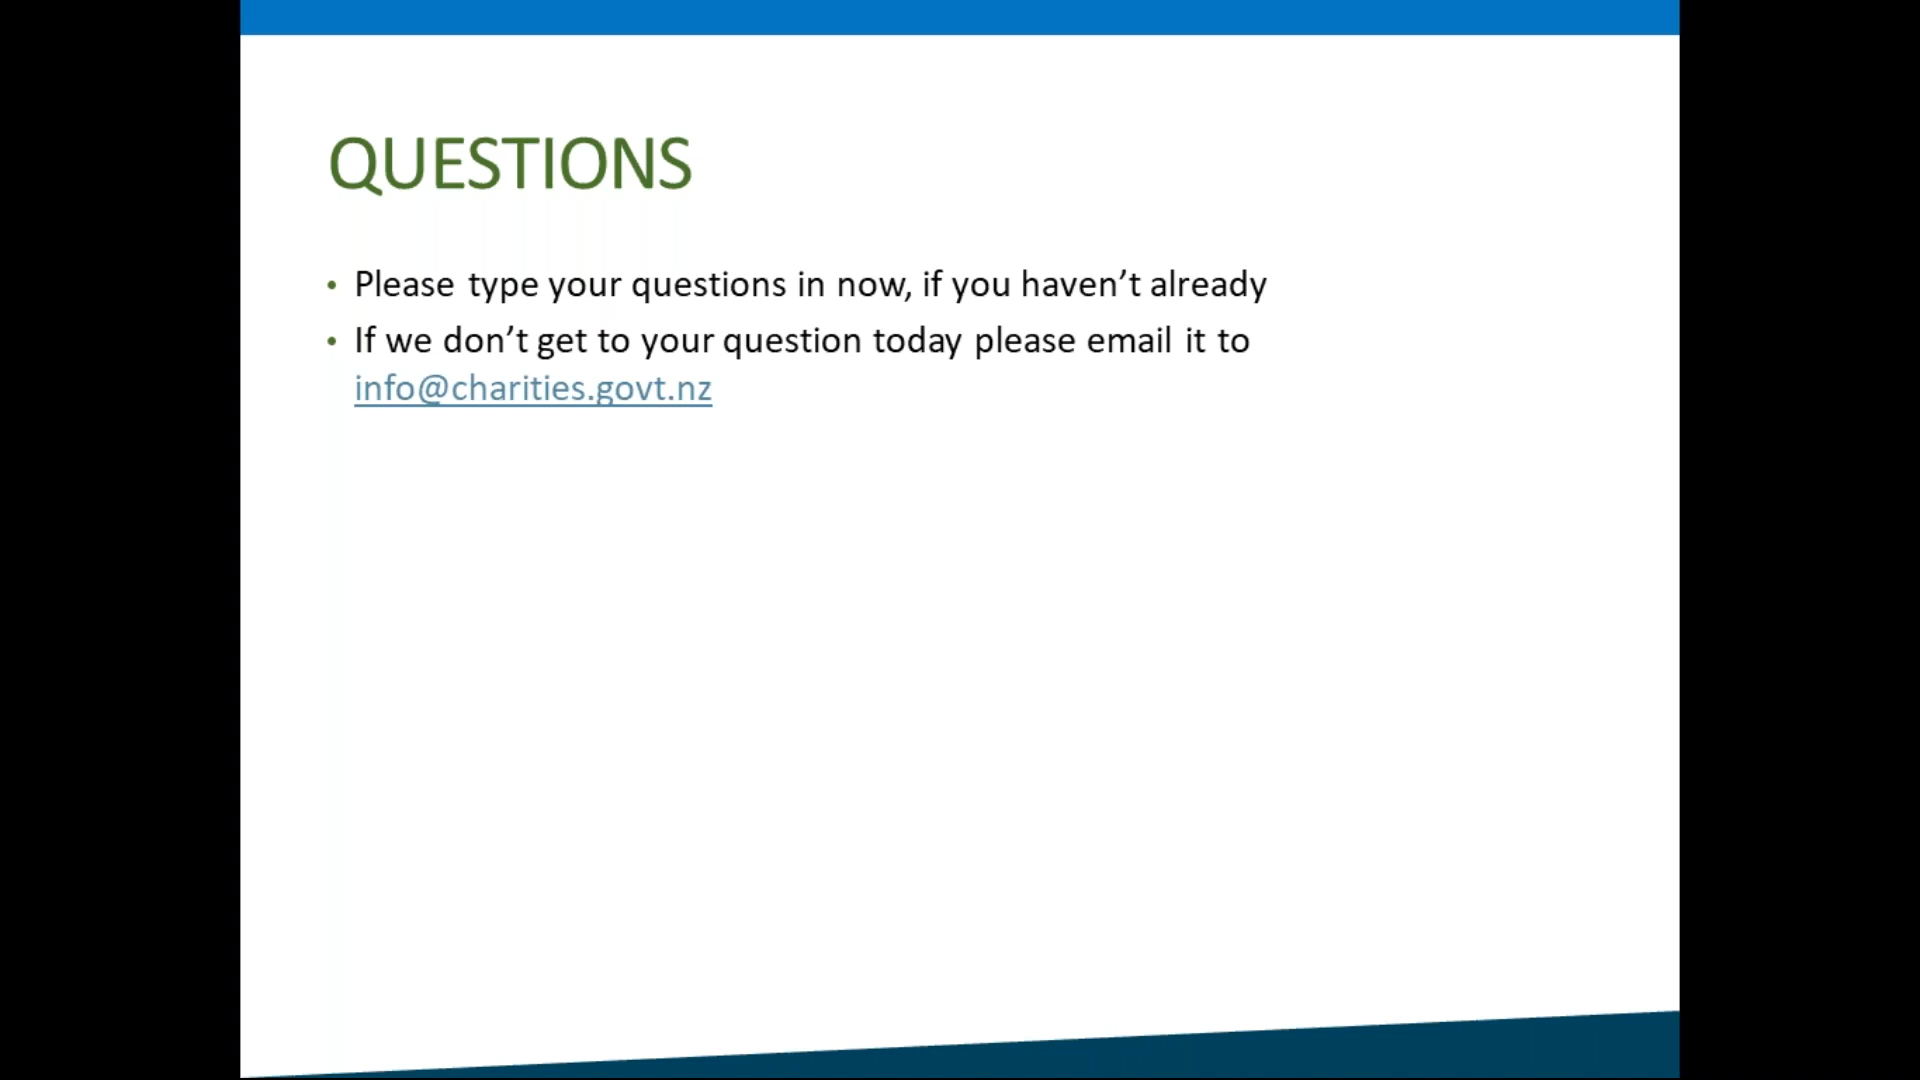 QUESTIONS
• Please type your questions in now, if you haven’t already
• If we don’t get to your question today please email it to
info@charities.govt.nz